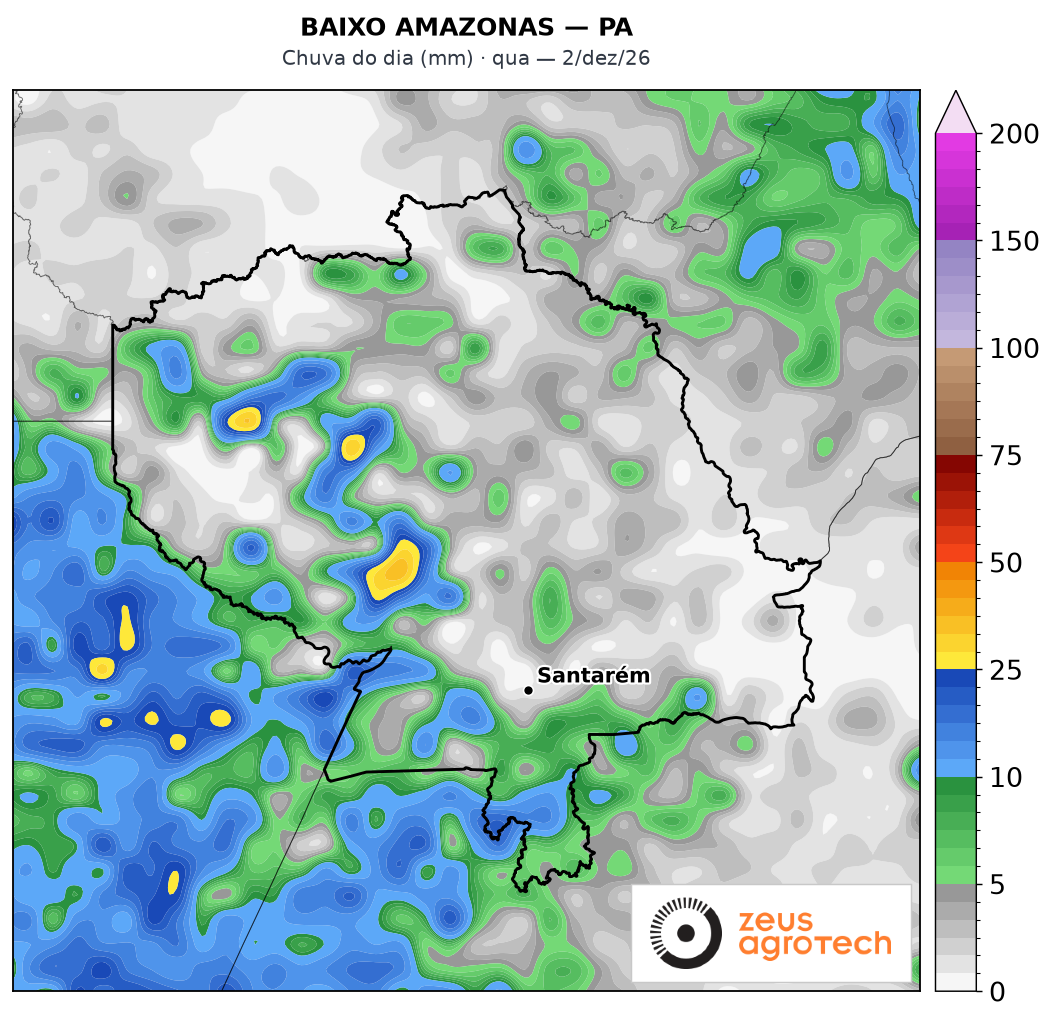 BAIXO AMAZONAS — PA
Chuva do dia (mm) · qua — 2/dez/26
200
150
100
75
50
25
10
5
0
Santarém
zeus
agrotech